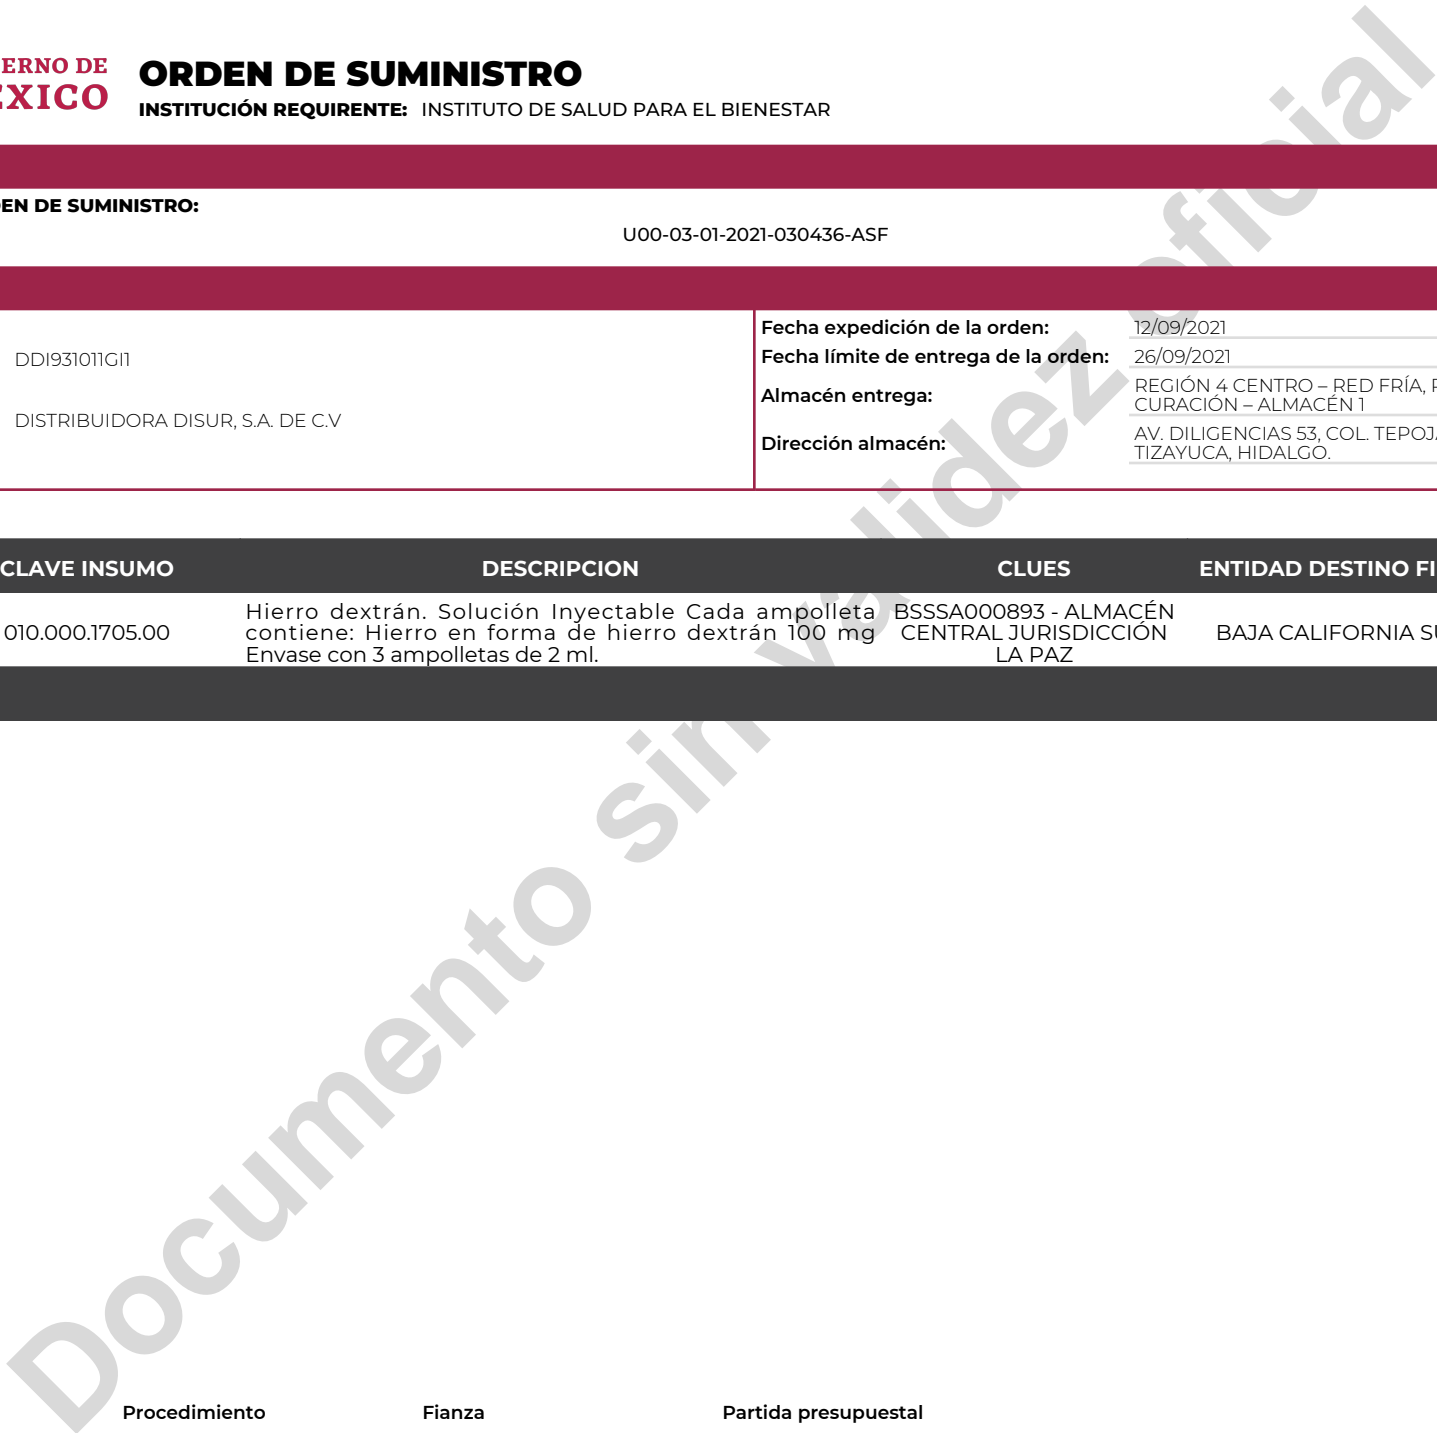 ERNO DE
EXICO
ORDEN DE SUMINISTRO
INSTITUCIÓN REQUIRENTE: INSTITUTO DE SALUD PARA EL BIENESTAR
EN DE SUMINISTRO:
U00-03-01-2021-030436-ASF
DDI931011GI1
DISTRIBUIDORA DISUR, S.A. DE C.V
Fecha expedición de la orden: 12/09/2021
Fecha límite de entrega de la orden: 26/09/2021
Almacén entrega:
REGIÓN 4 CENTRO – RED FRÍA,
CURACIÓN – ALMACÉN 1
Dirección almacén:
AV. DILIGENCIAS 53, COL. TEPOJ
TIZAYUCA, HIDALGO.
CLAVE INSUMO DESCRIPCION CLUES ENTIDAD DESTINO FI
010.000.1705.00
Hierro dextrán. Solución Inyectable Cada ampolleta
contiene: Hierro en forma de hierro dextrán 100 mg
Envase con 3 ampolletas de 2 ml.
BSSSA000893 - ALMACÉN
CENTRAL JURISDICCIÓN
LA PAZ
BAJA CALIFORNIA S
Documento sin validez oficial
Procedimiento Fianza Partida presupuestal